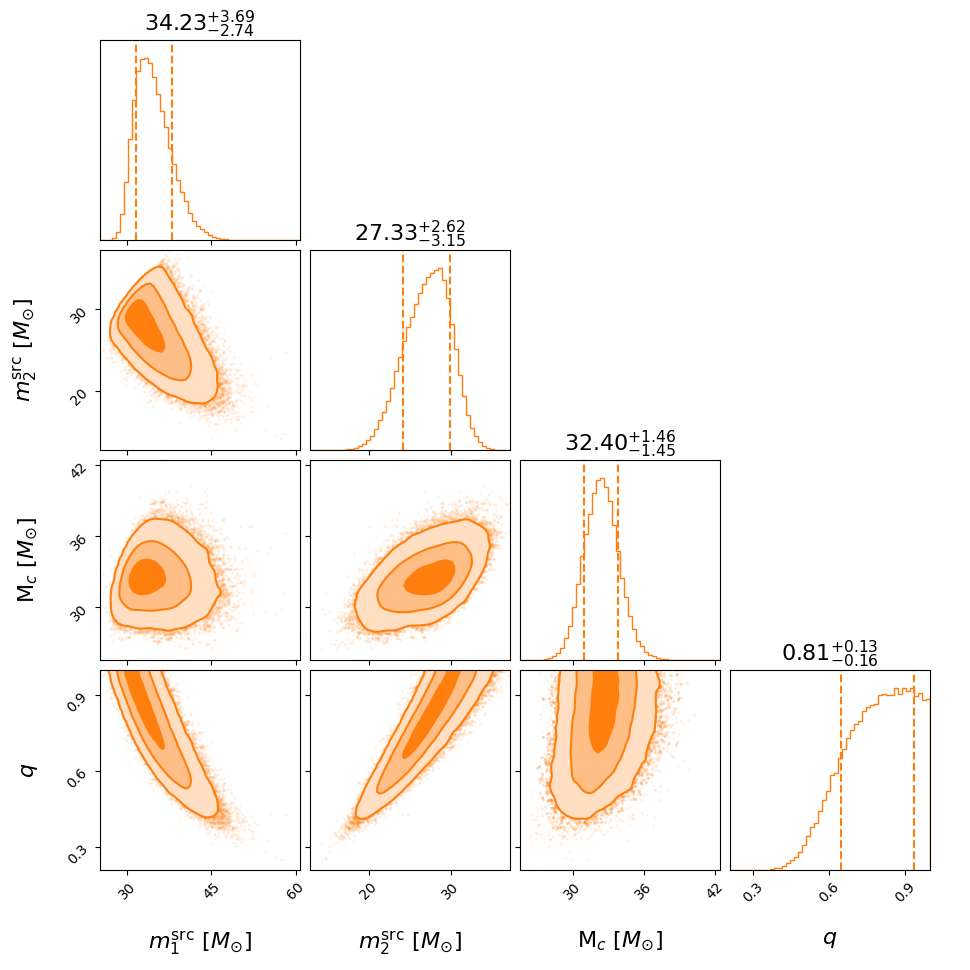 34.23^{+3.69}_{-2.74}
27.33^{+2.62}_{-3.15}
m_2^{src} [M_⊙]
30
20
32.40^{+1.46}_{-1.45}
M_c [M_⊙]
42
36
30
0.81^{+0.13}_{-0.16}
q
0.9
0.6
0.3
30 45 60 20 30 30 36 42 0.3 0.6 0.9
m_1^{src} [M_⊙] m_2^{src} [M_⊙] M_c [M_⊙] q